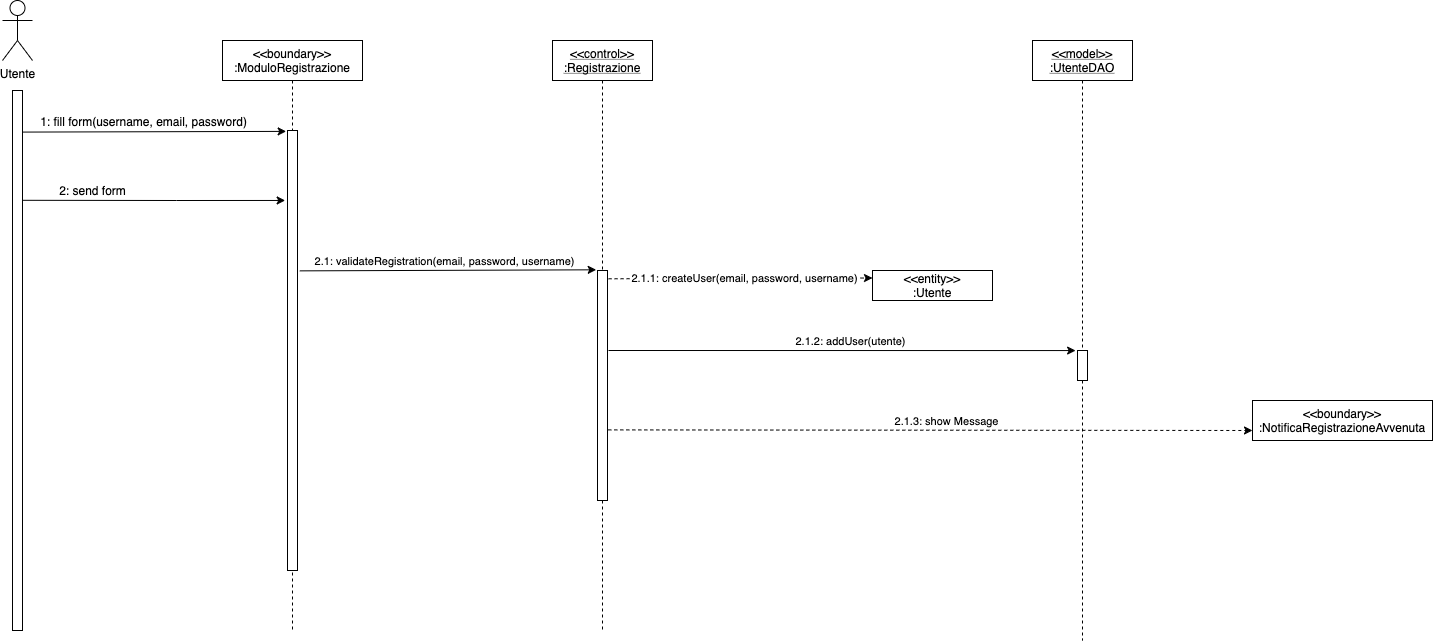 Utente
<<boundary>>
:ModuloRegistrazione
<<control>>
:Registrazione
<<model>>
:UtenteDAO
1: fill form(username, email, password)
2: send form
2.1: validateRegistration(email, password, username)
2.1.1: createUser(email, password, username)
<<entity>>
:Utente
2.1.2: addUser(utente)
2.1.3: show Message
<<boundary>>
:NotificaRegistrazioneAvvenuta